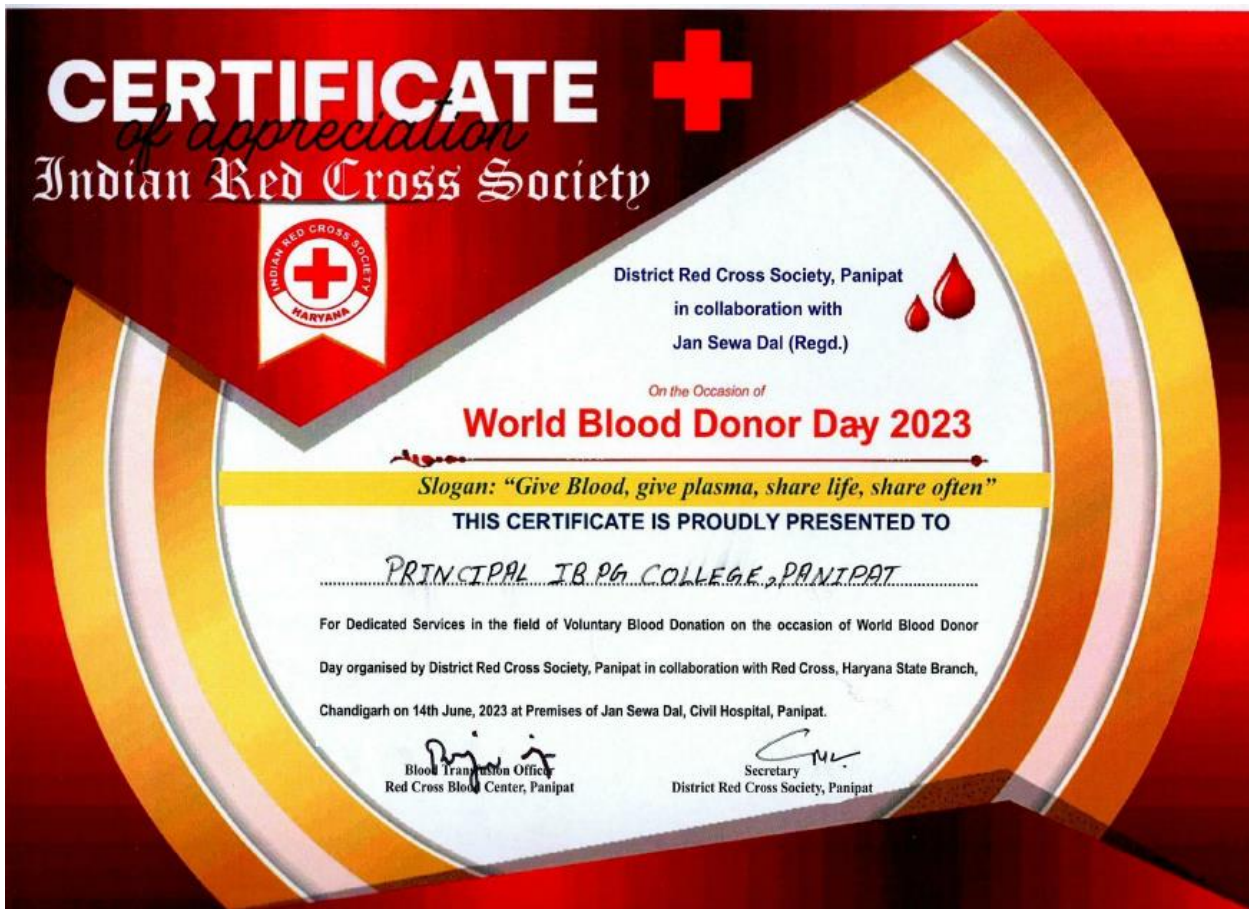 CERTIFICATE
of appreciation
Indian Red Cross Society
INDIAN RED CROSS SOCIETY
HARYANA
District Red Cross Society, Panipat
in collaboration with
Jan Sewa Dal (Regd.)
On the Occasion of
World Blood Donor Day 2023
Slogan: “Give Blood, give plasma, share life, share often”
THIS CERTIFICATE IS PROUDLY PRESENTED TO
PRINCIPAL IB PG COLLEGE, PANIPAT
For Dedicated Services in the field of Voluntary Blood Donation on the occasion of World Blood Donor
Day organised by District Red Cross Society, Panipat in collaboration with Red Cross, Haryana State Branch,
Chandigarh on 14th June, 2023 at Premises of Jan Sewa Dal, Civil Hospital, Panipat.
Blood Transfusion Officer
Red Cross Blood Center, Panipat
Secretary
District Red Cross Society, Panipat